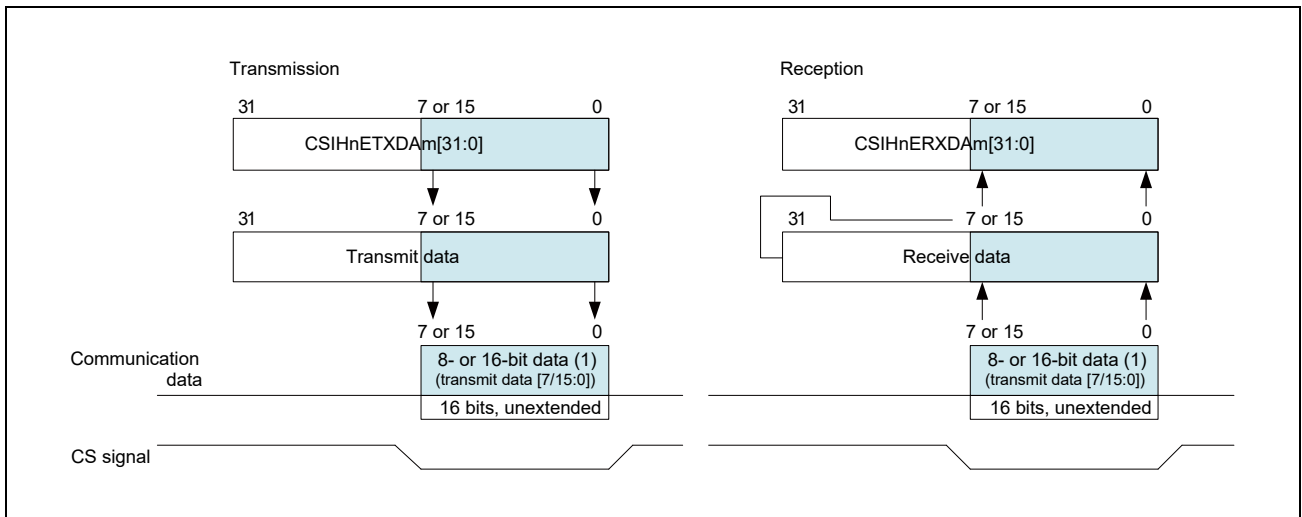 Transmission
31 7 or 15 0
CSIHnETXDAm[31:0]
31 7 or 15 0
Transmit data
7 or 15 0
8- or 16-bit data (1)
(transmit data [7/15:0])
16 bits, unextended
Reception
31 7 or 15 0
CSIHnERXDAm[31:0]
31 7 or 15 0
Receive data
7 or 15 0
8- or 16-bit data (1)
(transmit data [7/15:0])
16 bits, unextended
Communication
data
CS signal